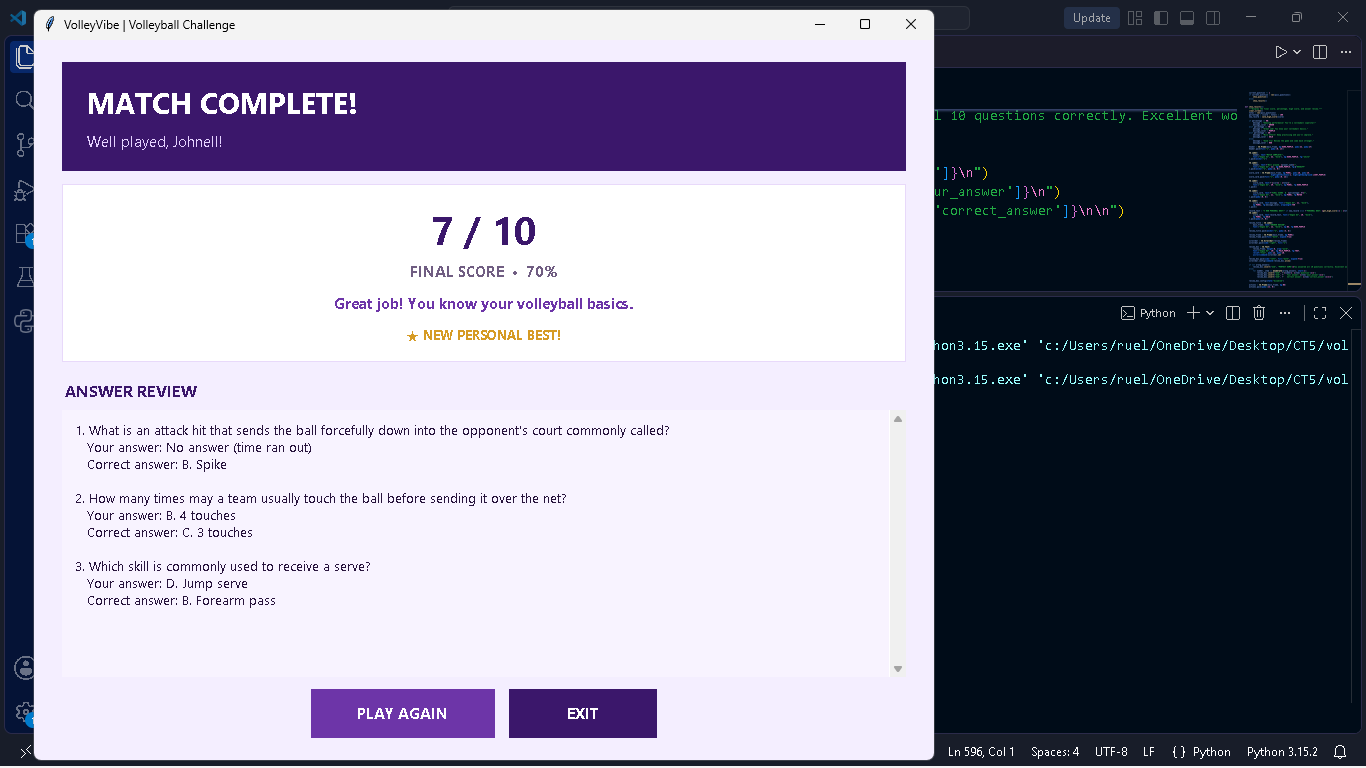 VolleyVibe | Volleyball Challenge
Update
MATCH COMPLETE!
Well played, Johnell!
7 / 10
FINAL SCORE • 70%
Great job! You know your volleyball basics.
★ NEW PERSONAL BEST!
ANSWER REVIEW
1. What is an attack hit that sends the ball forcefully down into the opponent's court commonly called?
Your answer: No answer (time ran out)
Correct answer: B. Spike
2. How many times may a team usually touch the ball before sending it over the net?
Your answer: B. 4 touches
Correct answer: C. 3 touches
3. Which skill is commonly used to receive a serve?
Your answer: D. Jump serve
Correct answer: B. Forearm pass
PLAY AGAIN
EXIT
l 10 questions correctly. Excellent wo
']}\n")
ur_answer']}\n")
'correct_answer']}\n\n")
Python
hon3.15.exe' 'c:/Users/ruel/OneDrive/Desktop/CT5/vol
hon3.15.exe' 'c:/Users/ruel/OneDrive/Desktop/CT5/vol
Ln 596, Col 1 Spaces: 4 UTF-8 LF {} Python Python 3.15.2